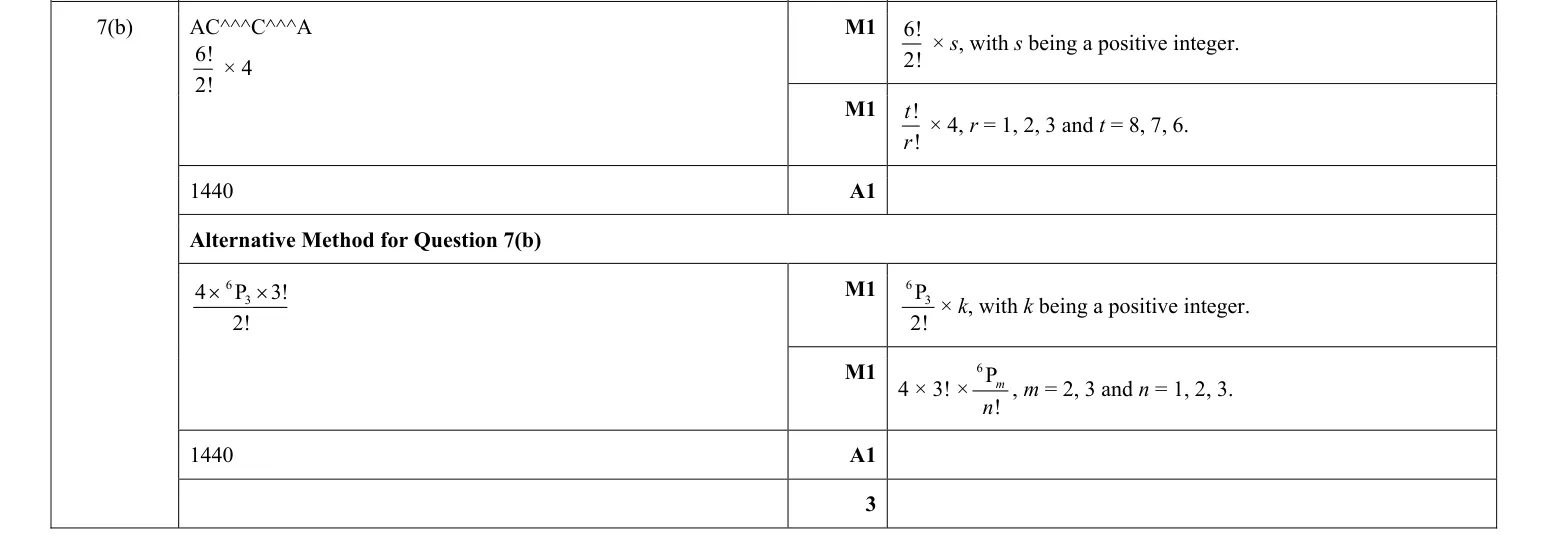 7(b)
AC^^^C^^^A
6!/2! × 4
M1
6!/2! × s, with s being a positive integer.
M1
t!/r! × 4, r = 1, 2, 3 and t = 8, 7, 6.
1440
A1
Alternative Method for Question 7(b)
4 × ⁶P₃ × 3!/2!
M1
⁶P₃/2! × k, with k being a positive integer.
M1
4 × 3! × ⁶Pₘ/n!, m = 2, 3 and n = 1, 2, 3.
1440
A1
3